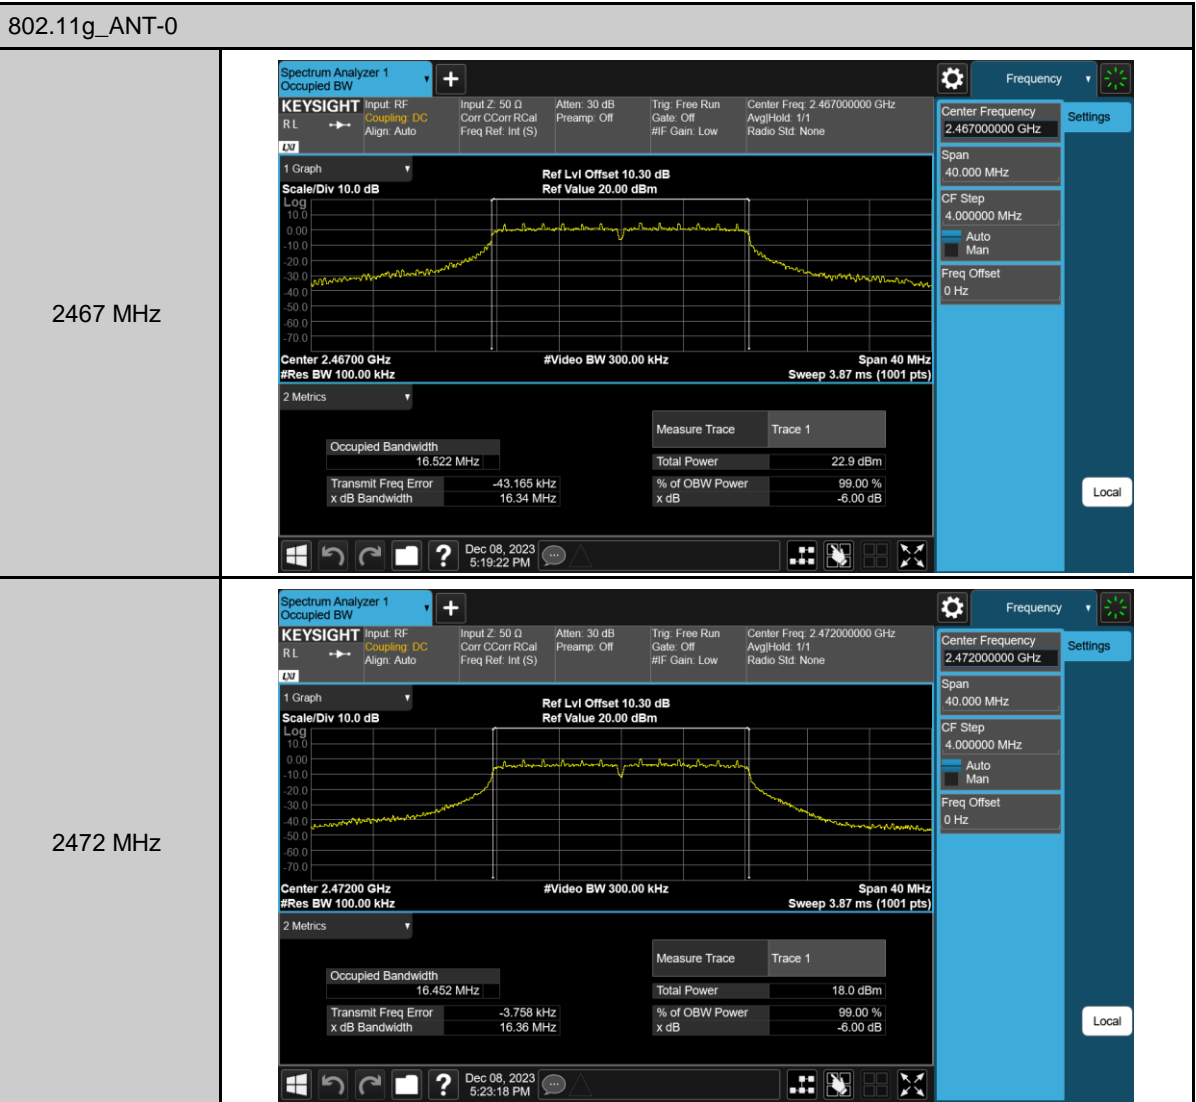 802.11g_ANT-0
2467 MHz
Spectrum Analyzer 1
Occupied BW
+
Frequency
KEYSIGHT
R L
LXI
Input: RF
Coupling: DC
Align: Auto
Input Z: 50 Ω
Corr CCorr RCal
Freq Ref: Int (S)
Atten: 30 dB
Preamp: Off
Trig: Free Run
Gate: Off
#IF Gain: Low
Center Freq: 2.467000000 GHz
Avg|Hold: 1/1
Radio Std: None
Center Frequency
2.467000000 GHz
Settings
Span
40.000 MHz
CF Step
4.000000 MHz
Auto
Man
Freq Offset
0 Hz
Local
1 Graph
Scale/Div 10.0 dB
Ref Lvl Offset 10.30 dB
Ref Value 20.00 dBm
Log
10.0
0.00
-10.0
-20.0
-30.0
-40.0
-50.0
-60.0
-70.0
Center 2.46700 GHz
#Video BW 300.00 kHz
Span 40 MHz
#Res BW 100.00 kHz
Sweep 3.87 ms (1001 pts)
2 Metrics
Measure Trace Trace 1
Occupied Bandwidth
16.522 MHz
Total Power 22.9 dBm
Transmit Freq Error -43.165 kHz
% of OBW Power 99.00 %
x dB Bandwidth 16.34 MHz
x dB -6.00 dB
?
Dec 08, 2023
5:19:22 PM
2472 MHz
Spectrum Analyzer 1
Occupied BW
+
Frequency
KEYSIGHT
R L
LXI
Input: RF
Coupling: DC
Align: Auto
Input Z: 50 Ω
Corr CCorr RCal
Freq Ref: Int (S)
Atten: 30 dB
Preamp: Off
Trig: Free Run
Gate: Off
#IF Gain: Low
Center Freq: 2.472000000 GHz
Avg|Hold: 1/1
Radio Std: None
Center Frequency
2.472000000 GHz
Settings
Span
40.000 MHz
CF Step
4.000000 MHz
Auto
Man
Freq Offset
0 Hz
Local
1 Graph
Scale/Div 10.0 dB
Ref Lvl Offset 10.30 dB
Ref Value 20.00 dBm
Log
10.0
0.00
-10.0
-20.0
-30.0
-40.0
-50.0
-60.0
-70.0
Center 2.47200 GHz
#Video BW 300.00 kHz
Span 40 MHz
#Res BW 100.00 kHz
Sweep 3.87 ms (1001 pts)
2 Metrics
Measure Trace Trace 1
Occupied Bandwidth
16.452 MHz
Total Power 18.0 dBm
Transmit Freq Error -3.758 kHz
% of OBW Power 99.00 %
x dB Bandwidth 16.36 MHz
x dB -6.00 dB
?
Dec 08, 2023
5:23:18 PM